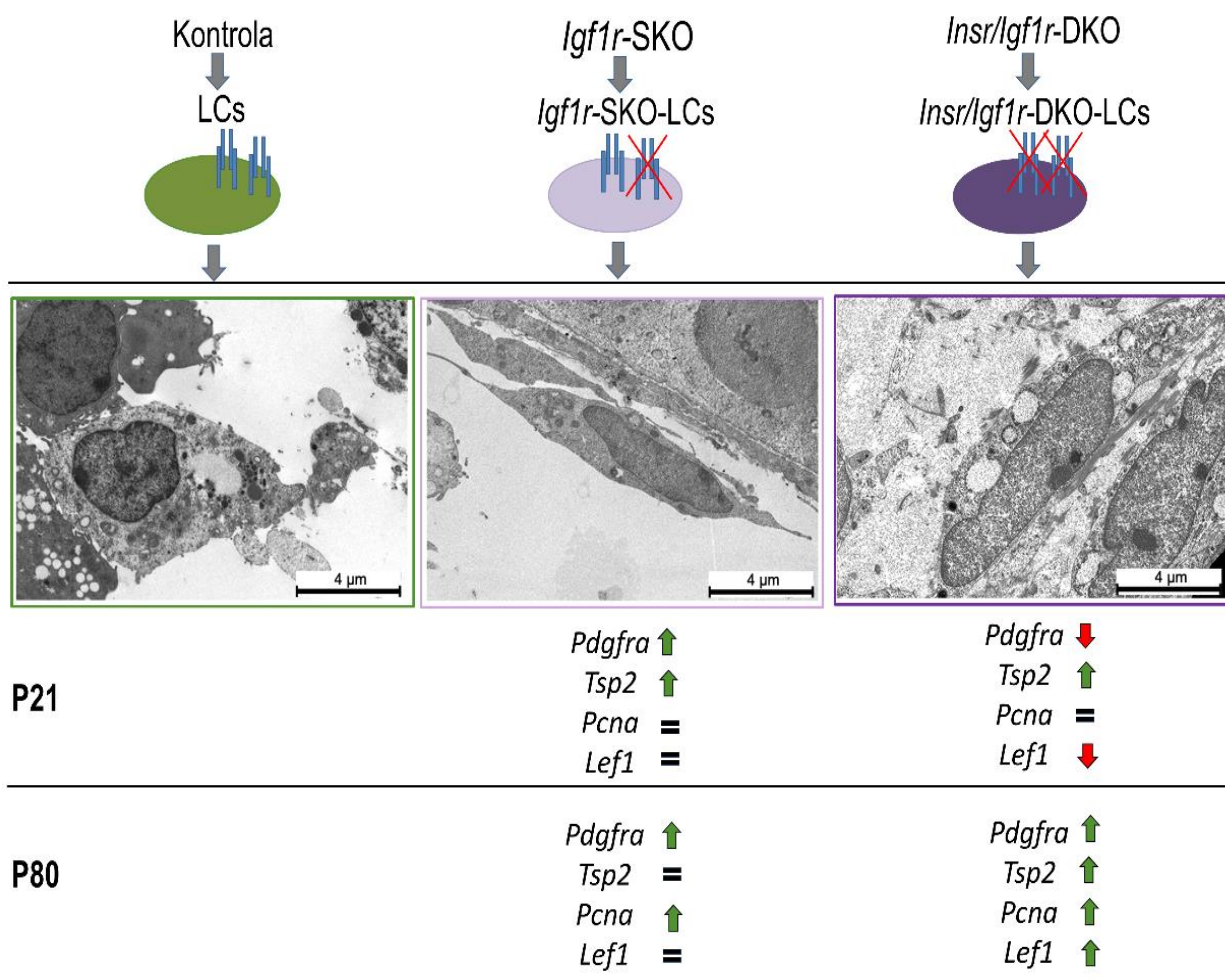 Kontrola
Igf1r-SKO
Insr/Igf1r-DKO
LCs
Igf1r-SKO-LCs
Insr/Igf1r-DKO-LCs
4 µm
4 µm
4 µm
P21
Pdgfra
Tsp2
Pcna =
Lef1 =
Pdgfra
Tsp2
Pcna =
Lef1
P80
Pdgfra
Tsp2 =
Pcna
Lef1 =
Pdgfra
Tsp2
Pcna
Lef1